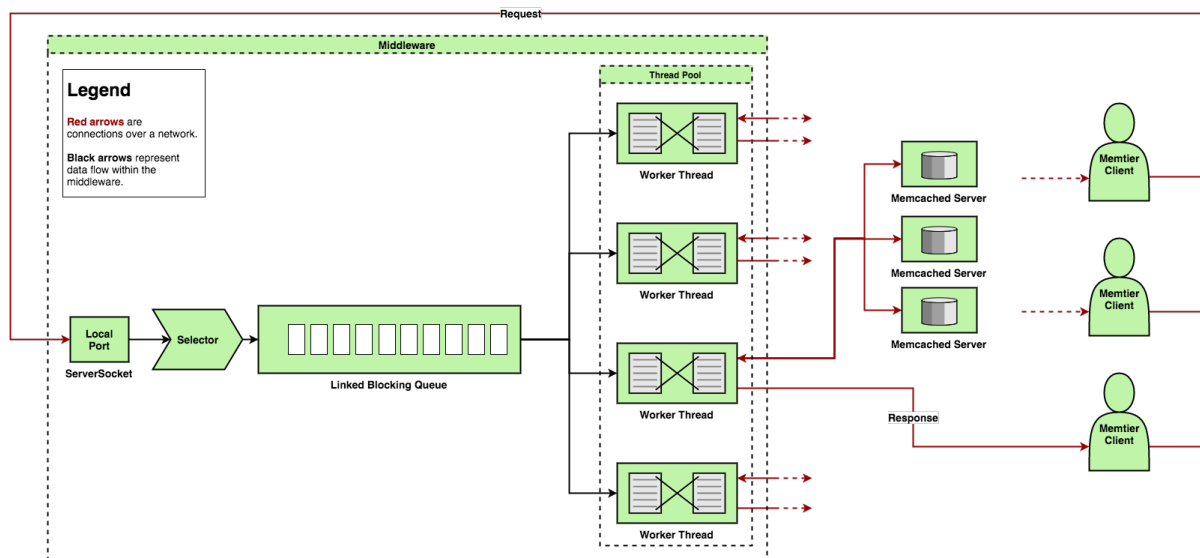 Request
Middleware
Legend
Red arrows are
connections over a network.
Black arrows represent
data flow within the
middleware.
Thread Pool
Worker Thread
Worker Thread
Worker Thread
Worker Thread
Local
Port
ServerSocket
Selector
Linked Blocking Queue
Memcached Server
Memcached Server
Memcached Server
Response
Memtier
Client
Memtier
Client
Memtier
Client